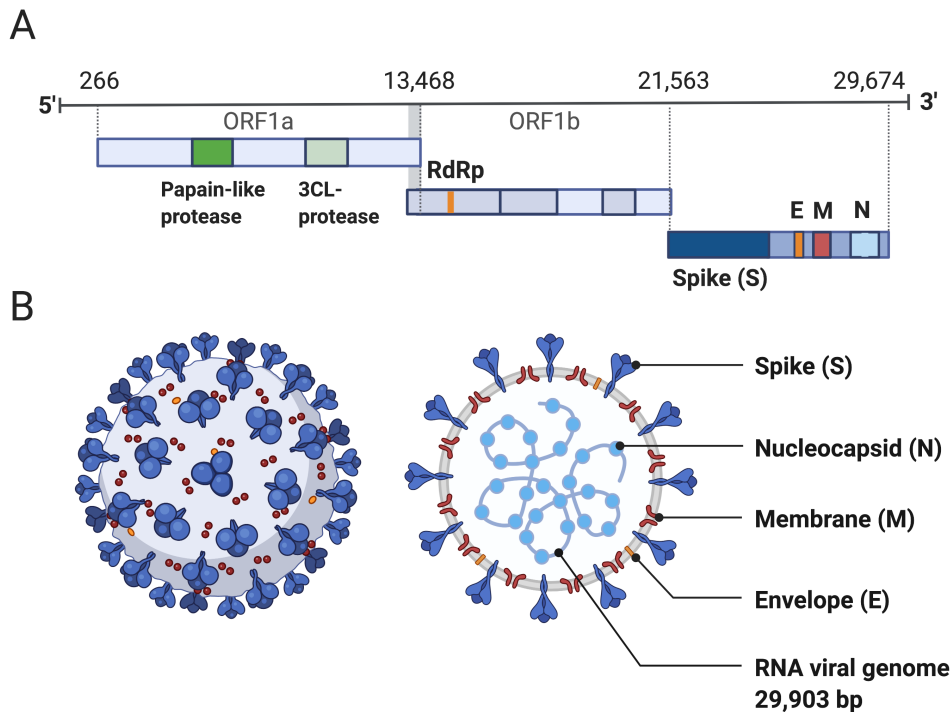 A
266 13,468 21,563 29,674
5' 3'
ORF1a ORF1b
RdRp
Papain-like
protease
3CL-
protease
E M N
Spike (S)
B
Spike (S)
Nucleocapsid (N)
Membrane (M)
Envelope (E)
RNA viral genome
29,903 bp